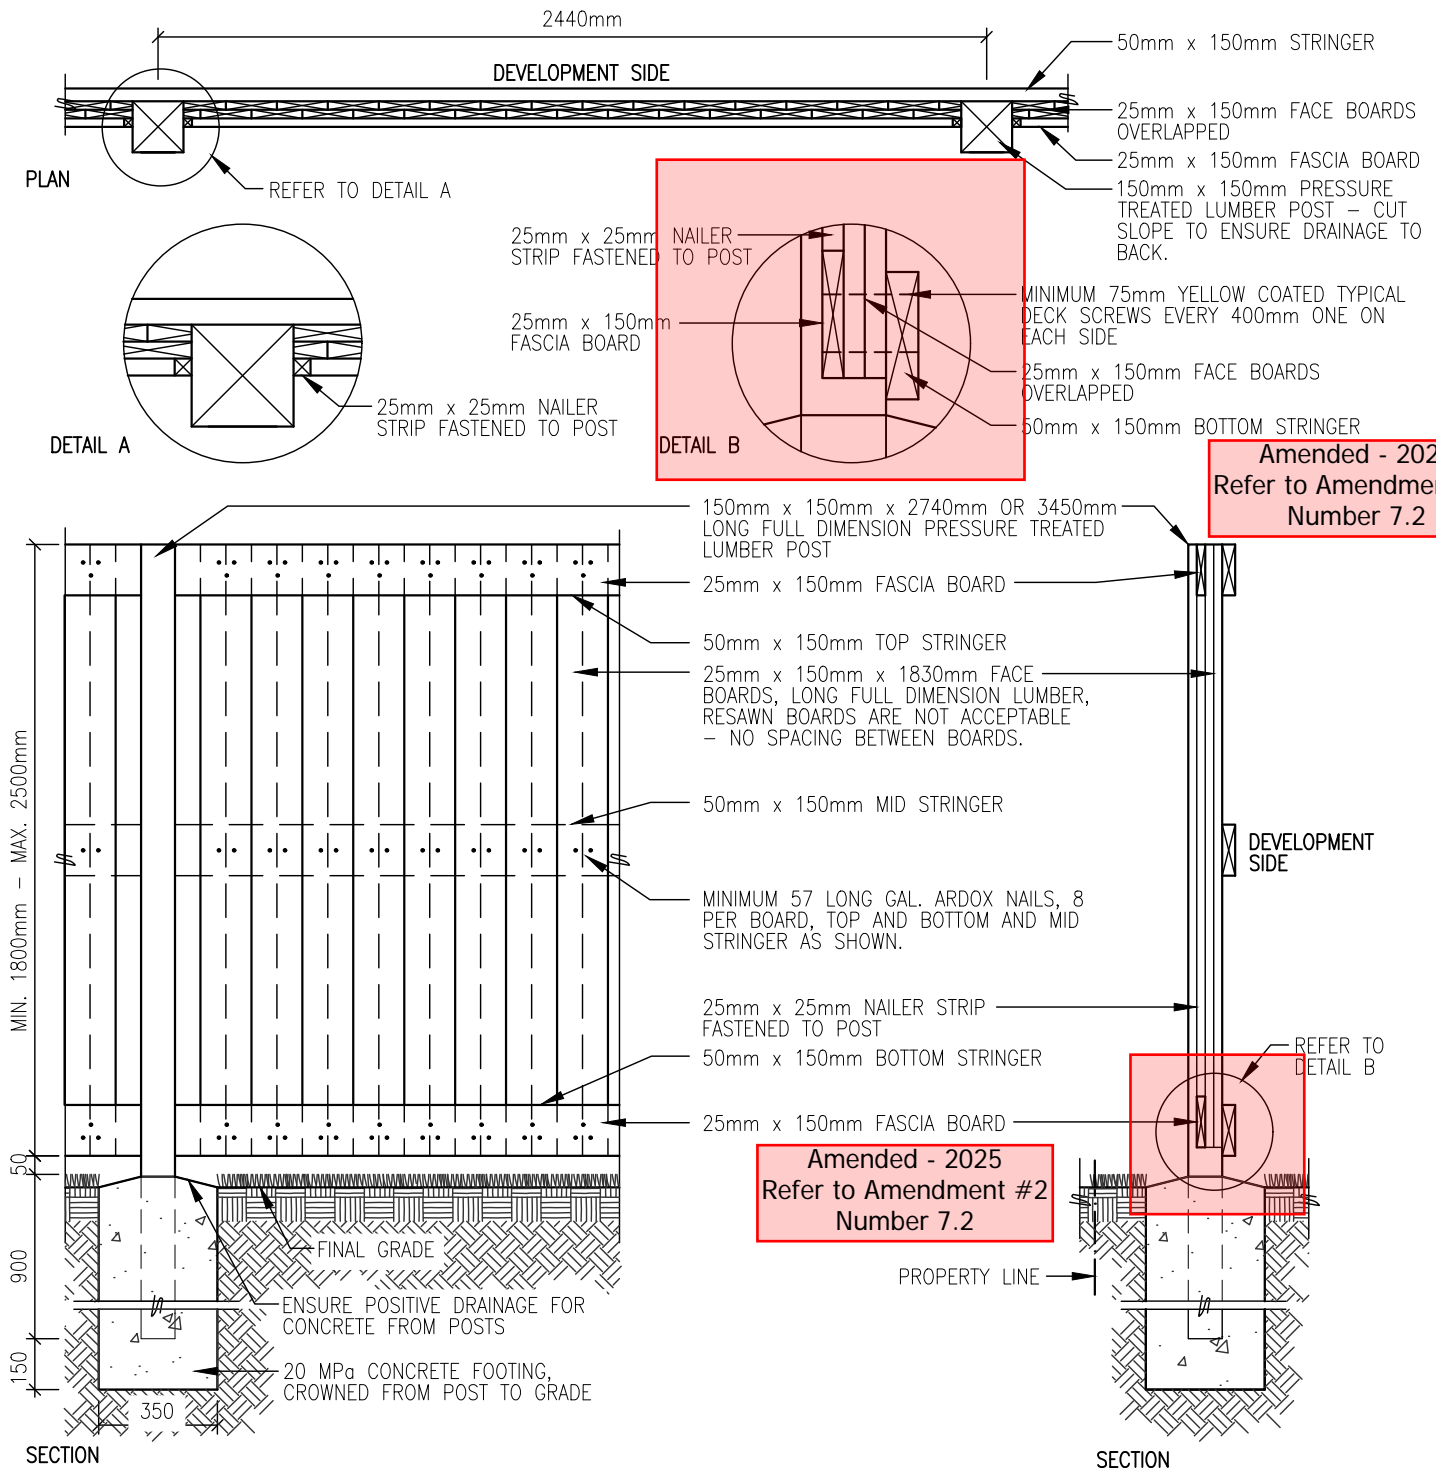 2440mm
50mm x 150mm STRINGER
DEVELOPMENT SIDE
25mm x 150mm FACE BOARDS
OVERLAPPED
25mm x 150mm FASCIA BOARD
PLAN
REFER TO DETAIL A
150mm x 150mm PRESSURE
TREATED LUMBER POST – CUT
SLOPE TO ENSURE DRAINAGE TO
BACK.
25mm x 25mm NAILER
STRIP FASTENED TO POST
25mm x 150mm
FASCIA BOARD
MINIMUM 75mm YELLOW COATED TYPICAL
DECK SCREWS EVERY 400mm ONE ON
EACH SIDE
25mm x 150mm FACE BOARDS
OVERLAPPED
50mm x 150mm BOTTOM STRINGER
25mm x 25mm NAILER
STRIP FASTENED TO POST
DETAIL A
DETAIL B
Amended - 202
Refer to Amendme
Number 7.2
150mm x 150mm x 2740mm OR 3450mm
LONG FULL DIMENSION PRESSURE TREATED
LUMBER POST
25mm x 150mm FASCIA BOARD
50mm x 150mm TOP STRINGER
25mm x 150mm x 1830mm FACE
BOARDS, LONG FULL DIMENSION LUMBER,
RESAWN BOARDS ARE NOT ACCEPTABLE
– NO SPACING BETWEEN BOARDS.
50mm x 150mm MID STRINGER
DEVELOPMENT
SIDE
MIN. 1800mm – MAX. 2500mm
MINIMUM 57 LONG GAL. ARDOX NAILS, 8
PER BOARD, TOP AND BOTTOM AND MID
STRINGER AS SHOWN.
25mm x 25mm NAILER STRIP
FASTENED TO POST
50mm x 150mm BOTTOM STRINGER
REFER TO
DETAIL B
25mm x 150mm FASCIA BOARD
Amended - 2025
Refer to Amendment #2
Number 7.2
50
900
150
350
FINAL GRADE
PROPERTY LINE
ENSURE POSITIVE DRAINAGE FOR
CONCRETE FROM POSTS
20 MPa CONCRETE FOOTING,
CROWNED FROM POST TO GRADE
SECTION
SECTION